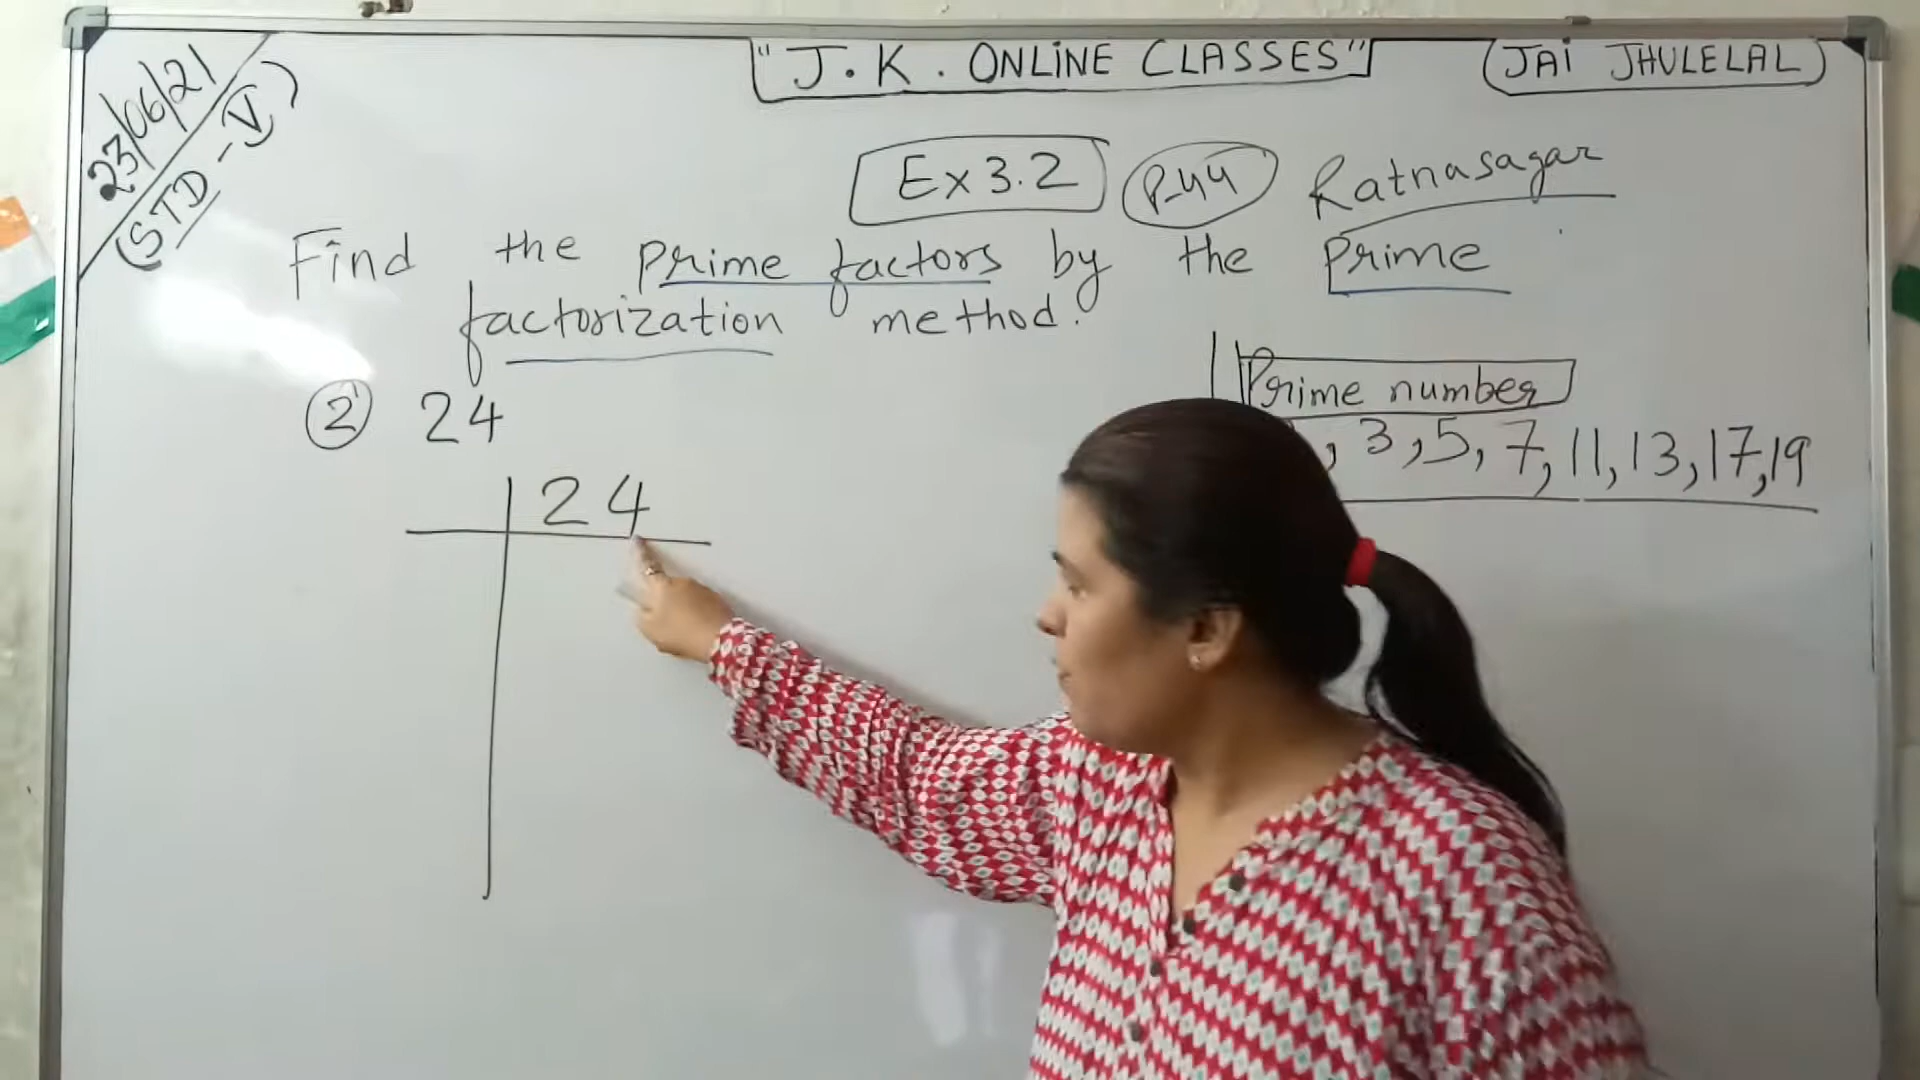 23/06/21
(STD-V)
"J.K. ONLINE CLASSES"
(JAI JHULELAL)
Ex 3.2 P-44 Ratnasagar
Find the prime factors by the prime
factorization method.
Prime number
, 3, 5, 7, 11, 13, 17, 19
2 24
24